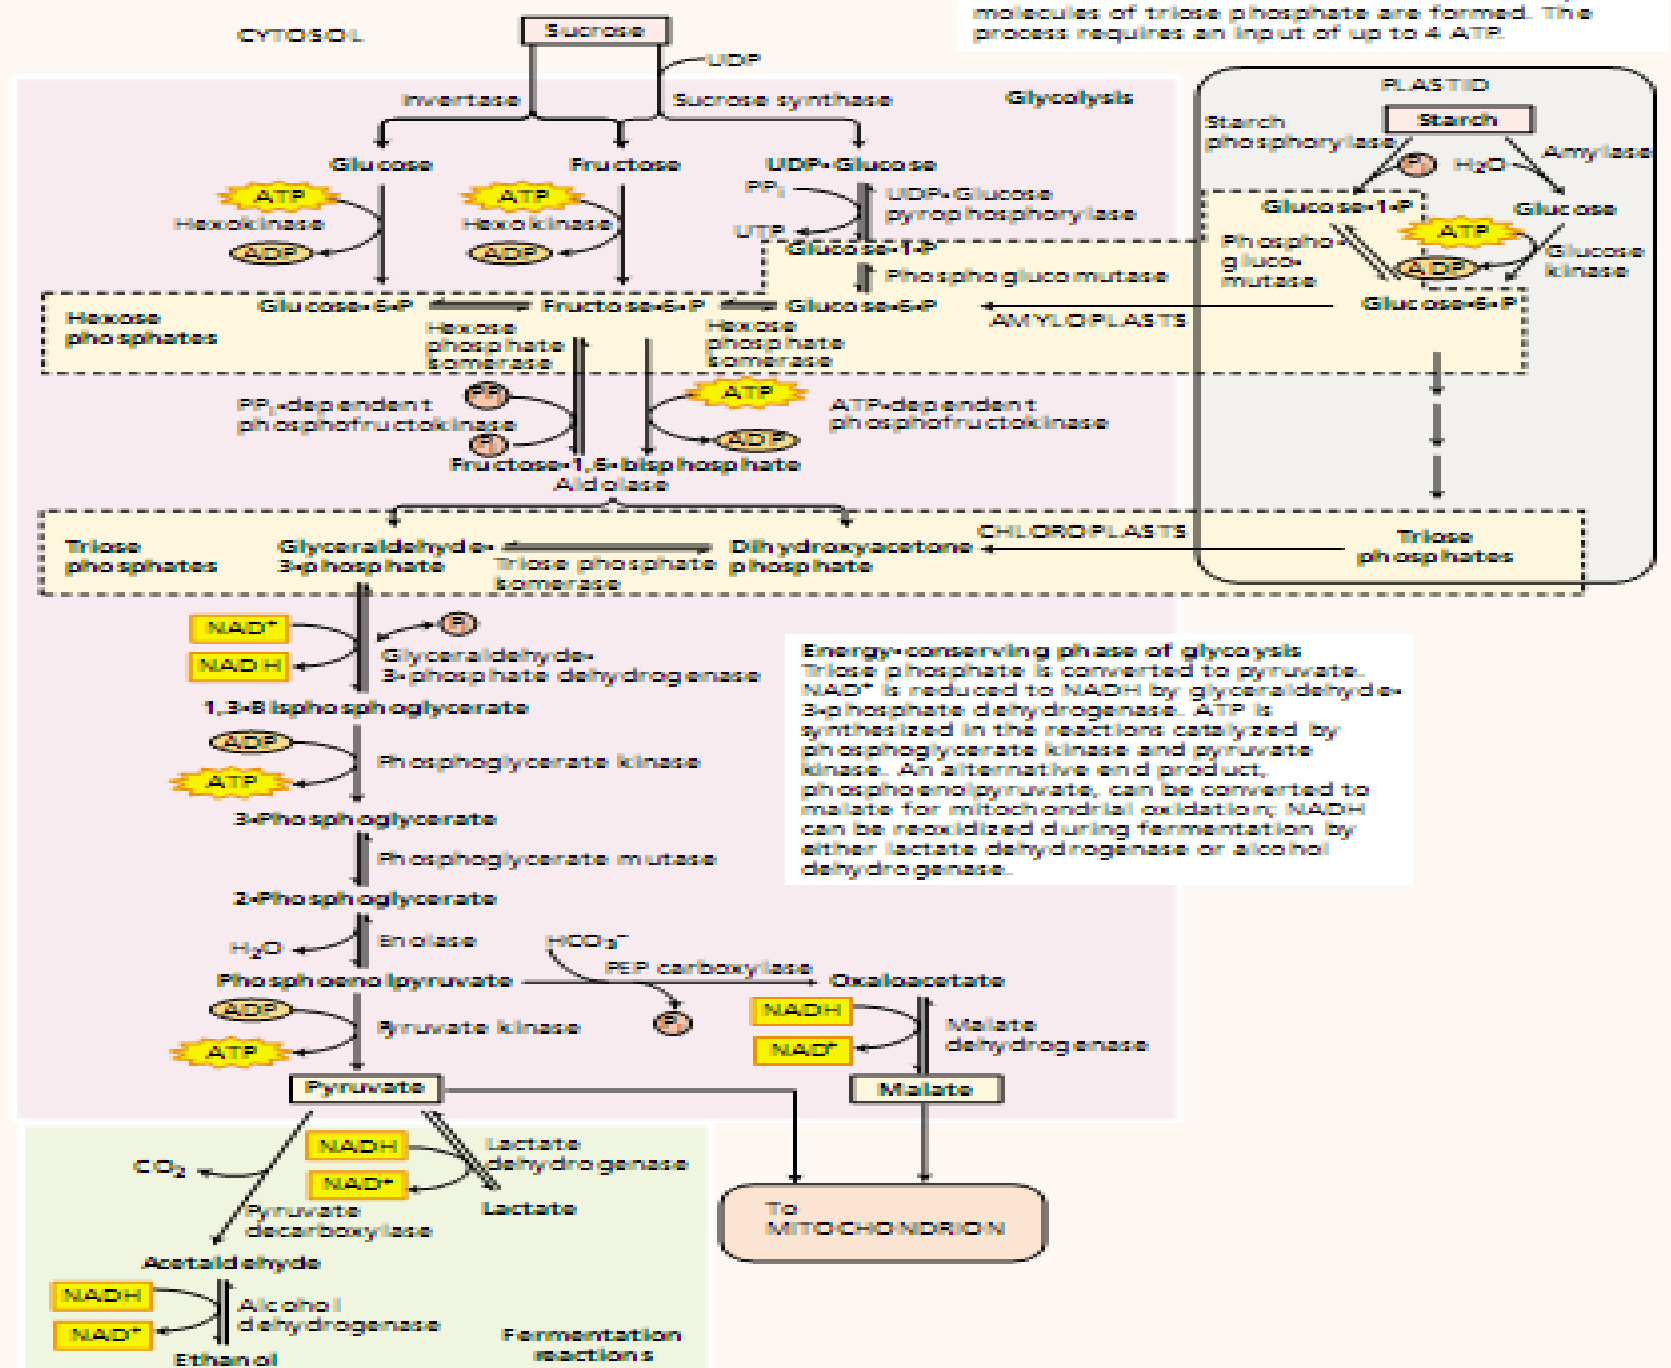 molecules of triose phosphate are formed. The
process requires an input of up to 4 ATP.
CYTOSOL
Sucrose
UDP
Invertase
Sucrose synthase
Glycolysis
Glucose
Fructose
UDP-Glucose
ATP
Hexokinase
ADP
ATP
Hexokinase
ADP
PPi
UTP
UDP-Glucose
pyrophosphorylase
Glucose-1-P
Phosphoglucomutase
PLASTID
Starch
Starch
phosphorylase
Pi
H₂O
Amylase
Glucose-1-P
Glucose
Phospho-
gluco-
mutase
ATP
ADP
Glucose
kinase
Glucose-6-P
Hexose
phosphates
Glucose-6-P
Fructose-6-P
Glucose-6-P
AMYLOPLASTS
Hexose
phosphate
isomerase
Hexose
phosphate
isomerase
PPi-dependent
phosphofructokinase
PPi
Pi
ATP
ADP
ATP-dependent
phosphofructokinase
Fructose-1,6-bisphosphate
Aldolase
Triose
phosphates
Glyceraldehyde-
3-phosphate
Triose phosphate
isomerase
Dihydroxyacetone
phosphate
CHLOROPLASTS
Triose
phosphates
NAD⁺
NADH
Pi
Glyceraldehyde-
3-phosphate dehydrogenase
1,3-Bisphosphoglycerate
ADP
ATP
Phosphoglycerate kinase
3-Phosphoglycerate
Phosphoglycerate mutase
2-Phosphoglycerate
H₂O
Enolase
HCO₃⁻
PEP carboxylase
Phosphoenolpyruvate
Oxaloacetate
ADP
ATP
Pyruvate kinase
Pi
NADH
NAD⁺
Malate
dehydrogenase
Pyruvate
Malate
Energy-conserving phase of glycolysis
Triose phosphate is converted to pyruvate.
NAD⁺ is reduced to NADH by glyceraldehyde-
3-phosphate dehydrogenase. ATP is
synthesized in the reactions catalyzed by
phosphoglycerate kinase and pyruvate
kinase. An alternative end product,
phosphoenolpyruvate, can be converted to
malate for mitochondrial oxidation; NADH
can be reoxidized during fermentation by
either lactate dehydrogenase or alcohol
dehydrogenase.
CO₂
NADH
NAD⁺
Lactate
dehydrogenase
Lactate
Pyruvate
decarboxylase
To
MITOCHONDRION
Acetaldehyde
NADH
NAD⁺
Alcohol
dehydrogenase
Ethanol
Fermentation
reactions